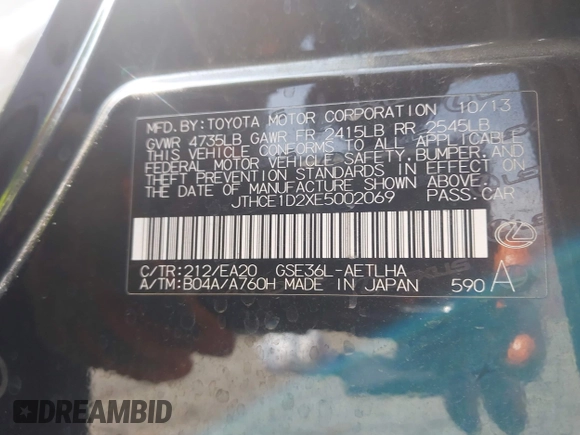 MFD. BY: TOYOTA MOTOR CORPORATION 10/13
GVWR 4735LB GAWR FR 2415LB RR 2545LB
THIS VEHICLE CONFORMS TO ALL APPLICABLE
FEDERAL MOTOR VEHICLE SAFETY, BUMPER, AND
THEFT PREVENTION STANDARDS IN EFFECT ON
THE DATE OF MANUFACTURE SHOWN ABOVE.
JTHCE1D2XE5002069 PASS. CAR
C/TR: 212/EA20 GSE36L-AETLHA
A/TM: B04A/A760H MADE IN JAPAN 590 A
DREAMBID